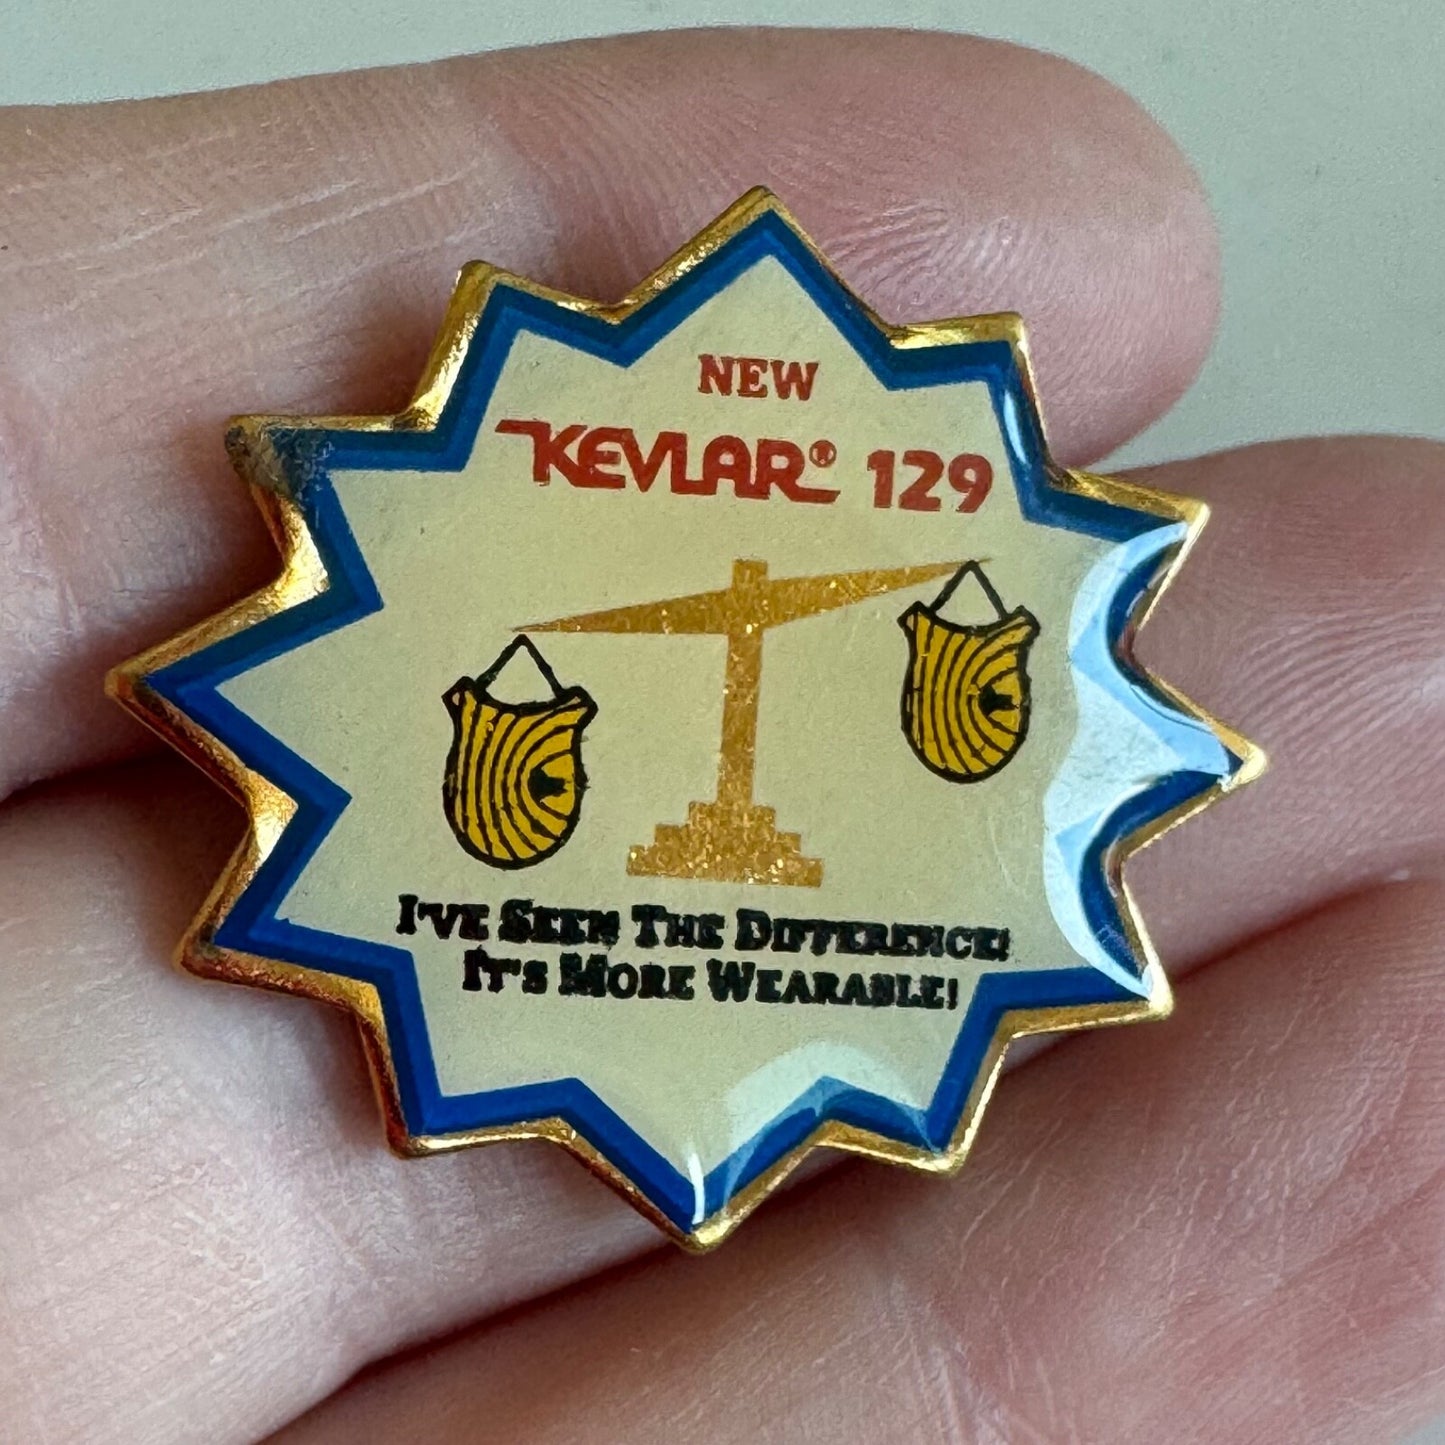 NEW
KEVLAR® 129
I'VE SEEN THE DIFFERENCE!
IT'S MORE WEARABLE!